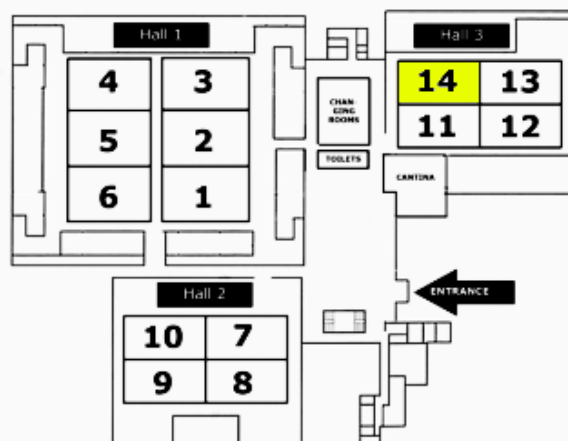 Hall 1
Hall 3
4 3
5 2
6 1
CHAN-
GING
ROOMS
TOILETS
14 13
11 12
CANTINA
ENTRANCE
Hall 2
10 7
9 8